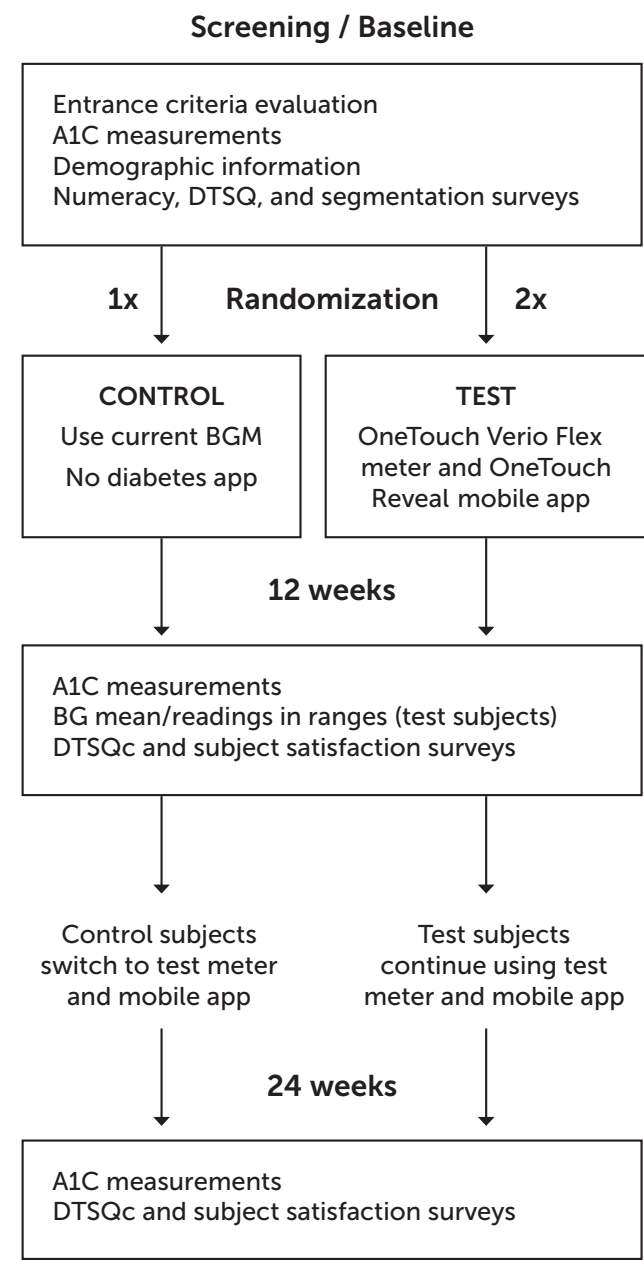 Screening / Baseline
Entrance criteria evaluation
A1C measurements
Demographic information
Numeracy, DTSQ, and segmentation surveys
1x
Randomization
2x
CONTROL
Use current BGM
No diabetes app
TEST
OneTouch Verio Flex
meter and OneTouch
Reveal mobile app
12 weeks
A1C measurements
BG mean/readings in ranges (test subjects)
DTSQc and subject satisfaction surveys
Control subjects
switch to test meter
and mobile app
Test subjects
continue using test
meter and mobile app
24 weeks
A1C measurements
DTSQc and subject satisfaction surveys